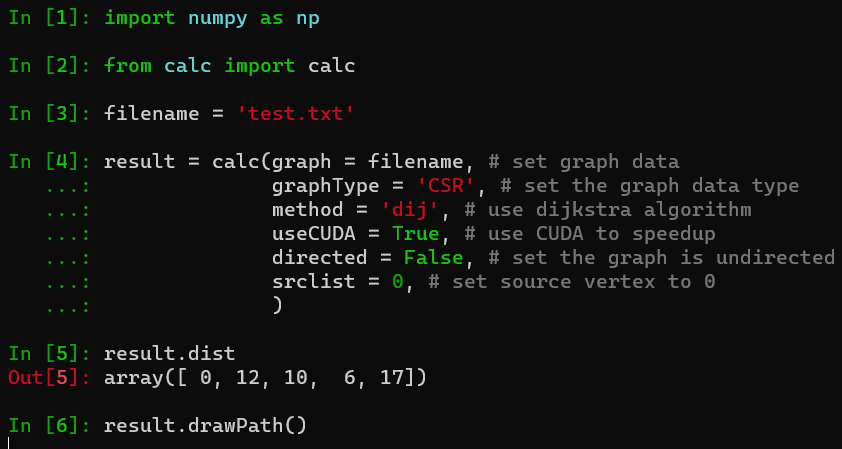 In [1]: import numpy as np
In [2]: from calc import calc
In [3]: filename = 'test.txt'
In [4]: result = calc(graph = filename, # set graph data
   ...:               graphType = 'CSR', # set the graph data type
   ...:               method = 'dij', # use dijkstra algorithm
   ...:               useCUDA = True, # use CUDA to speedup
   ...:               directed = False, # set the graph is undirected
   ...:               srclist = 0, # set source vertex to 0
   ...:               )
In [5]: result.dist
Out[5]: array([ 0, 12, 10,  6, 17])
In [6]: result.drawPath()